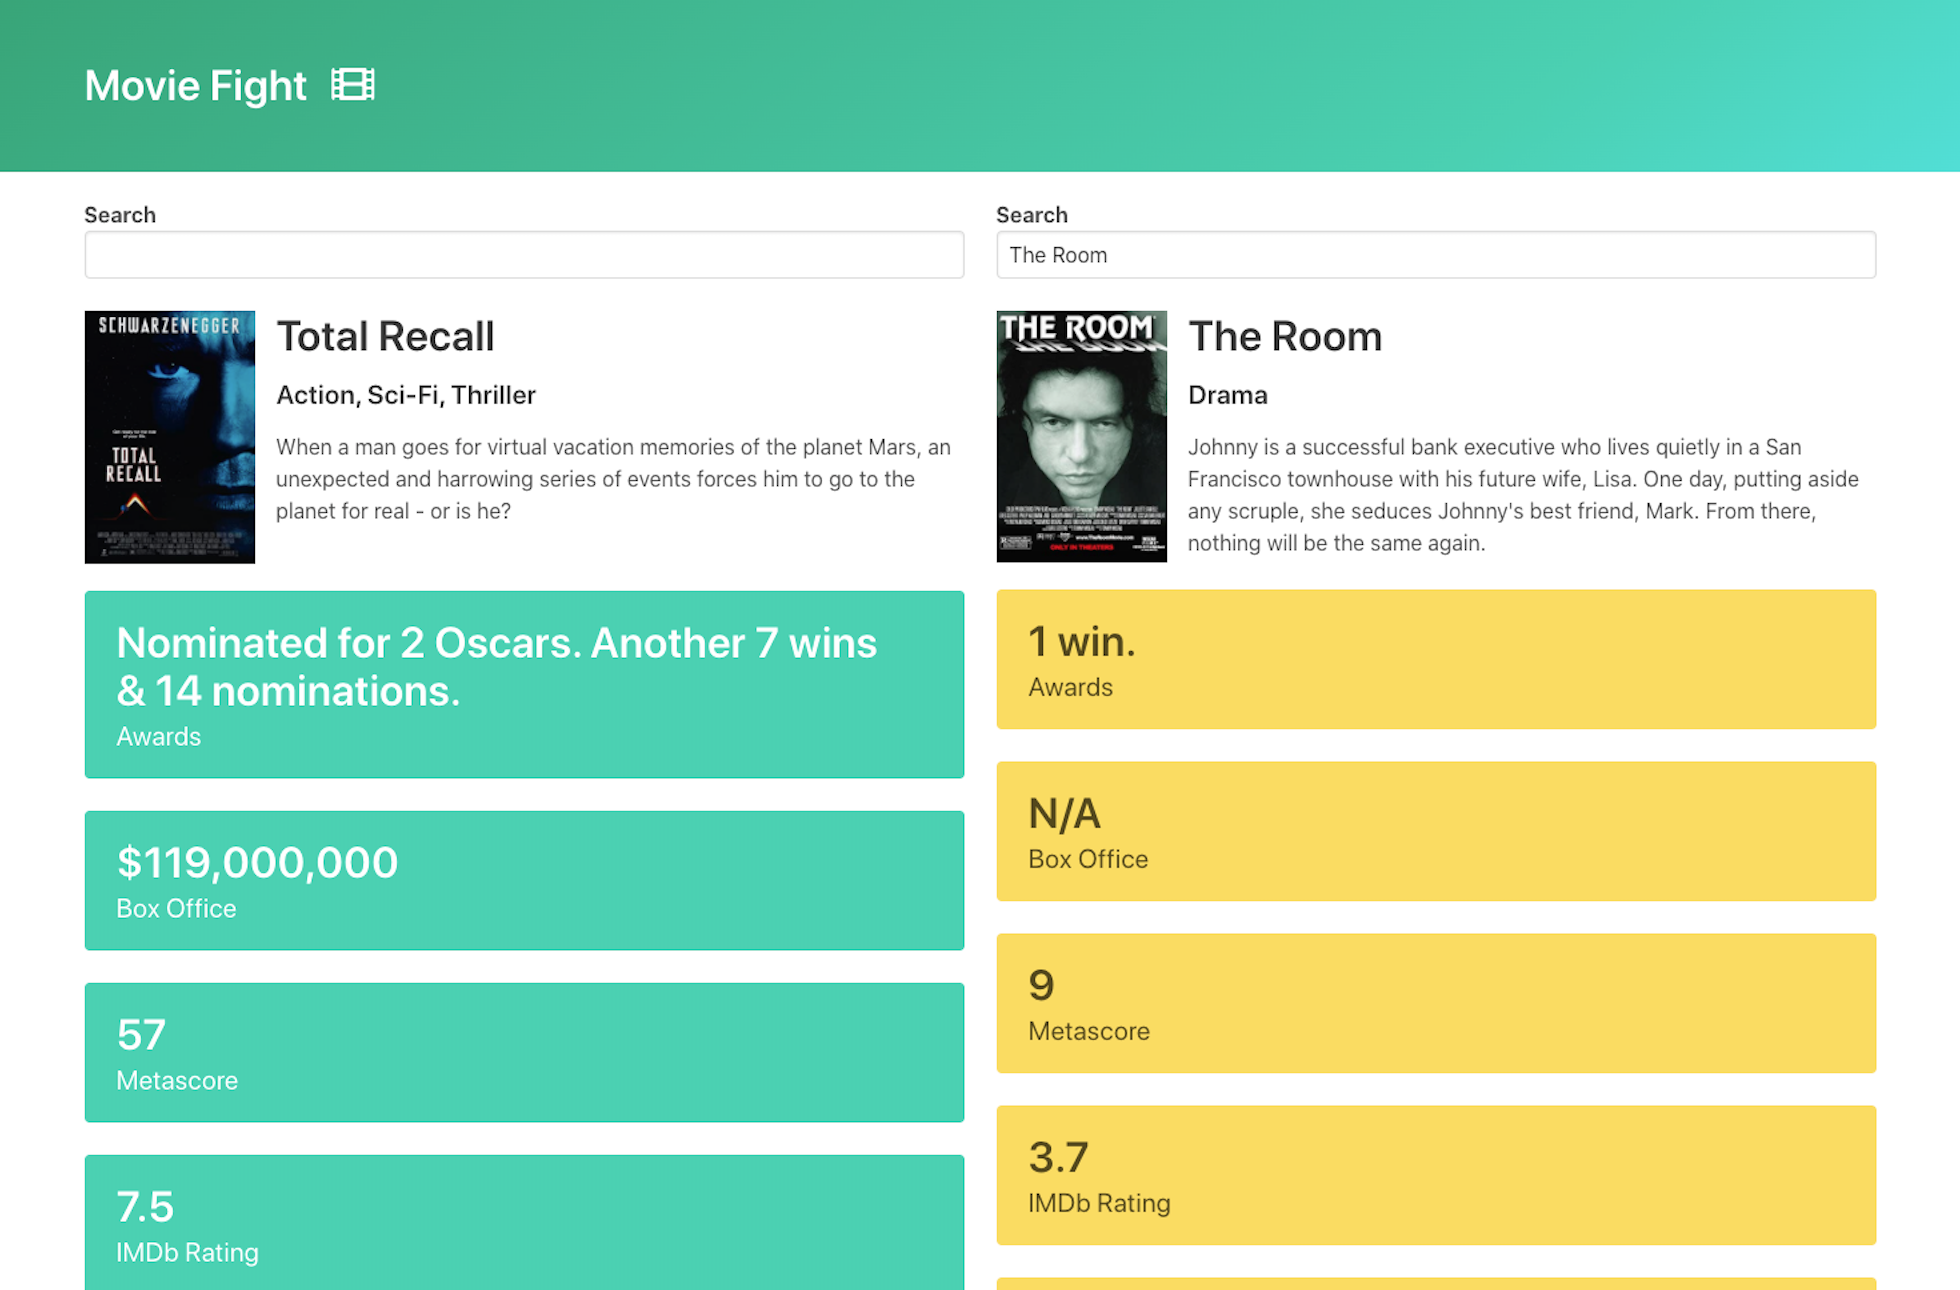 Movie Fight
Search
Search
The Room
SCHWARZENEGGER
TOTAL
RECALL
Total Recall
Action, Sci-Fi, Thriller
When a man goes for virtual vacation memories of the planet Mars, an
unexpected and harrowing series of events forces him to go to the
planet for real - or is he?
THE ROOM
www.TheRoomMovie.com
ONLY IN THEATERS
The Room
Drama
Johnny is a successful bank executive who lives quietly in a San
Francisco townhouse with his future wife, Lisa. One day, putting aside
any scruple, she seduces Johnny's best friend, Mark. From there,
nothing will be the same again.
Nominated for 2 Oscars. Another 7 wins
& 14 nominations.
Awards
$119,000,000
Box Office
57
Metascore
7.5
IMDb Rating
1 win.
Awards
N/A
Box Office
9
Metascore
3.7
IMDb Rating